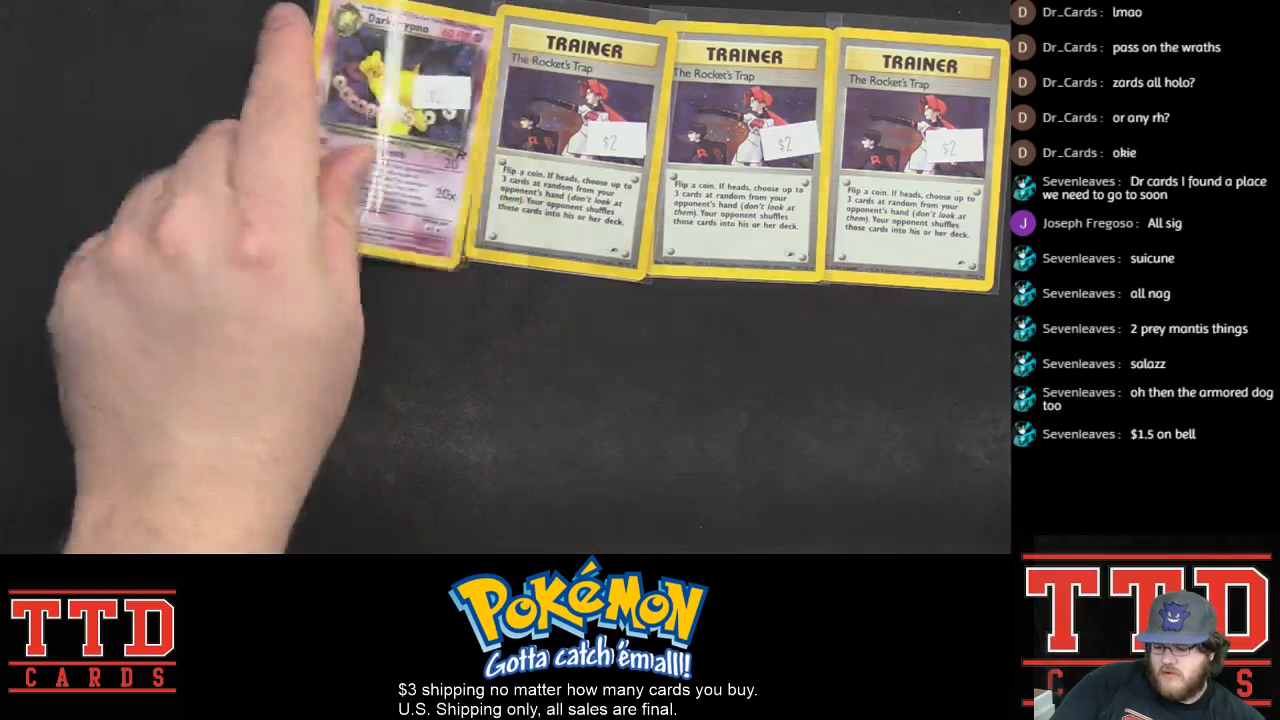 Dark Hypno 60
20
20x
TRAINER
The Rocket's Trap
$2
Flip a coin. If heads, choose up to
3 cards at random from your
opponent's hand (don't look at
them). Your opponent shuffles
those cards into his or her deck.
TRAINER
The Rocket's Trap
$2
Flip a coin. If heads, choose up to
3 cards at random from your
opponent's hand (don't look at
them). Your opponent shuffles
those cards into his or her deck.
TRAINER
The Rocket's Trap
$2
Flip a coin. If heads, choose up to
3 cards at random from your
opponent's hand (don't look at
them). Your opponent shuffles
those cards into his or her deck.
D Dr_Cards : lmao
D Dr_Cards : pass on the wraths
D Dr_Cards : zards all holo?
D Dr_Cards : or any rh?
D Dr_Cards : okie
Sevenleaves : Dr cards I found a place
we need to go to soon
J Joseph Fregoso : All sig
Sevenleaves : suicune
Sevenleaves : all nag
Sevenleaves : 2 prey mantis things
Sevenleaves : salazz
Sevenleaves : oh then the armored dog
too
Sevenleaves : $1.5 on bell
TTD
CARDS
POKéMON
Gotta catch 'em all!
$3 shipping no matter how many cards you buy.
U.S. Shipping only, all sales are final.
TTD
C S